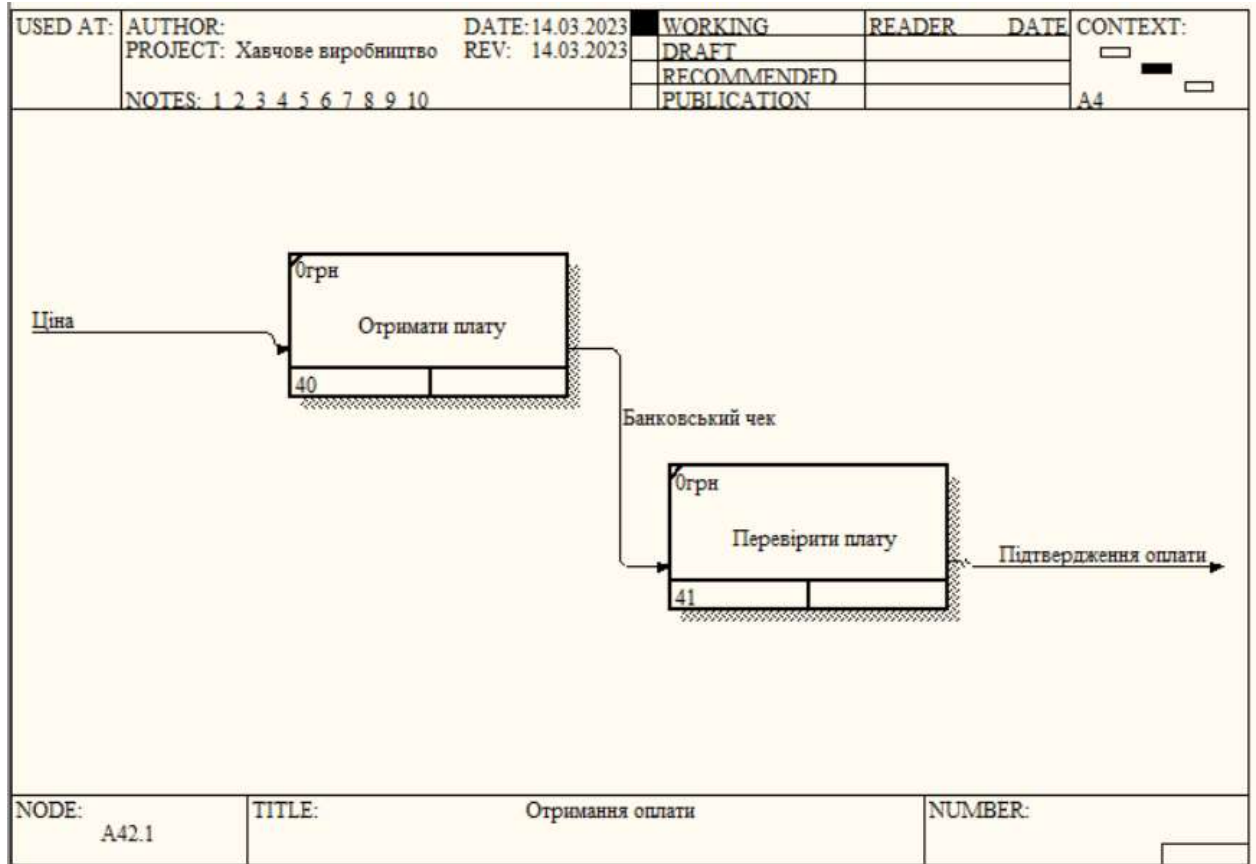 USED AT: AUTHOR: DATE: 14.03.2023 WORKING READER DATE CONTEXT:
PROJECT: Хавчове виробництво REV: 14.03.2023 DRAFT
RECOMMENDED
NOTES: 1 2 3 4 5 6 7 8 9 10 PUBLICATION A4
0грн
Ціна
Отримати плату
40
Банковський чек
0грн
Перевірити плату
Підтвердження оплати
41
NODE: TITLE: Отримання оплати NUMBER:
A42.1